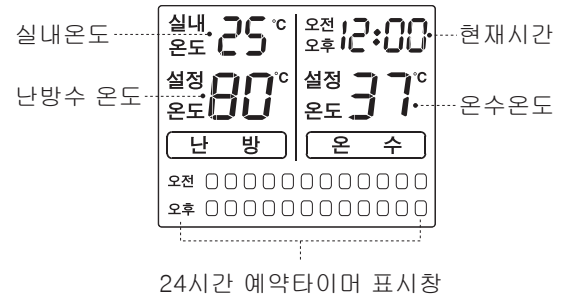 실내온도
실내 온도 25 ℃
오전 오후 12:00
현재시간
난방수 온도
설정 온도 80 ℃
설정 온도 37 ℃
온수온도
난 방
온 수
오전
오후
24시간 예약타이머 표시창